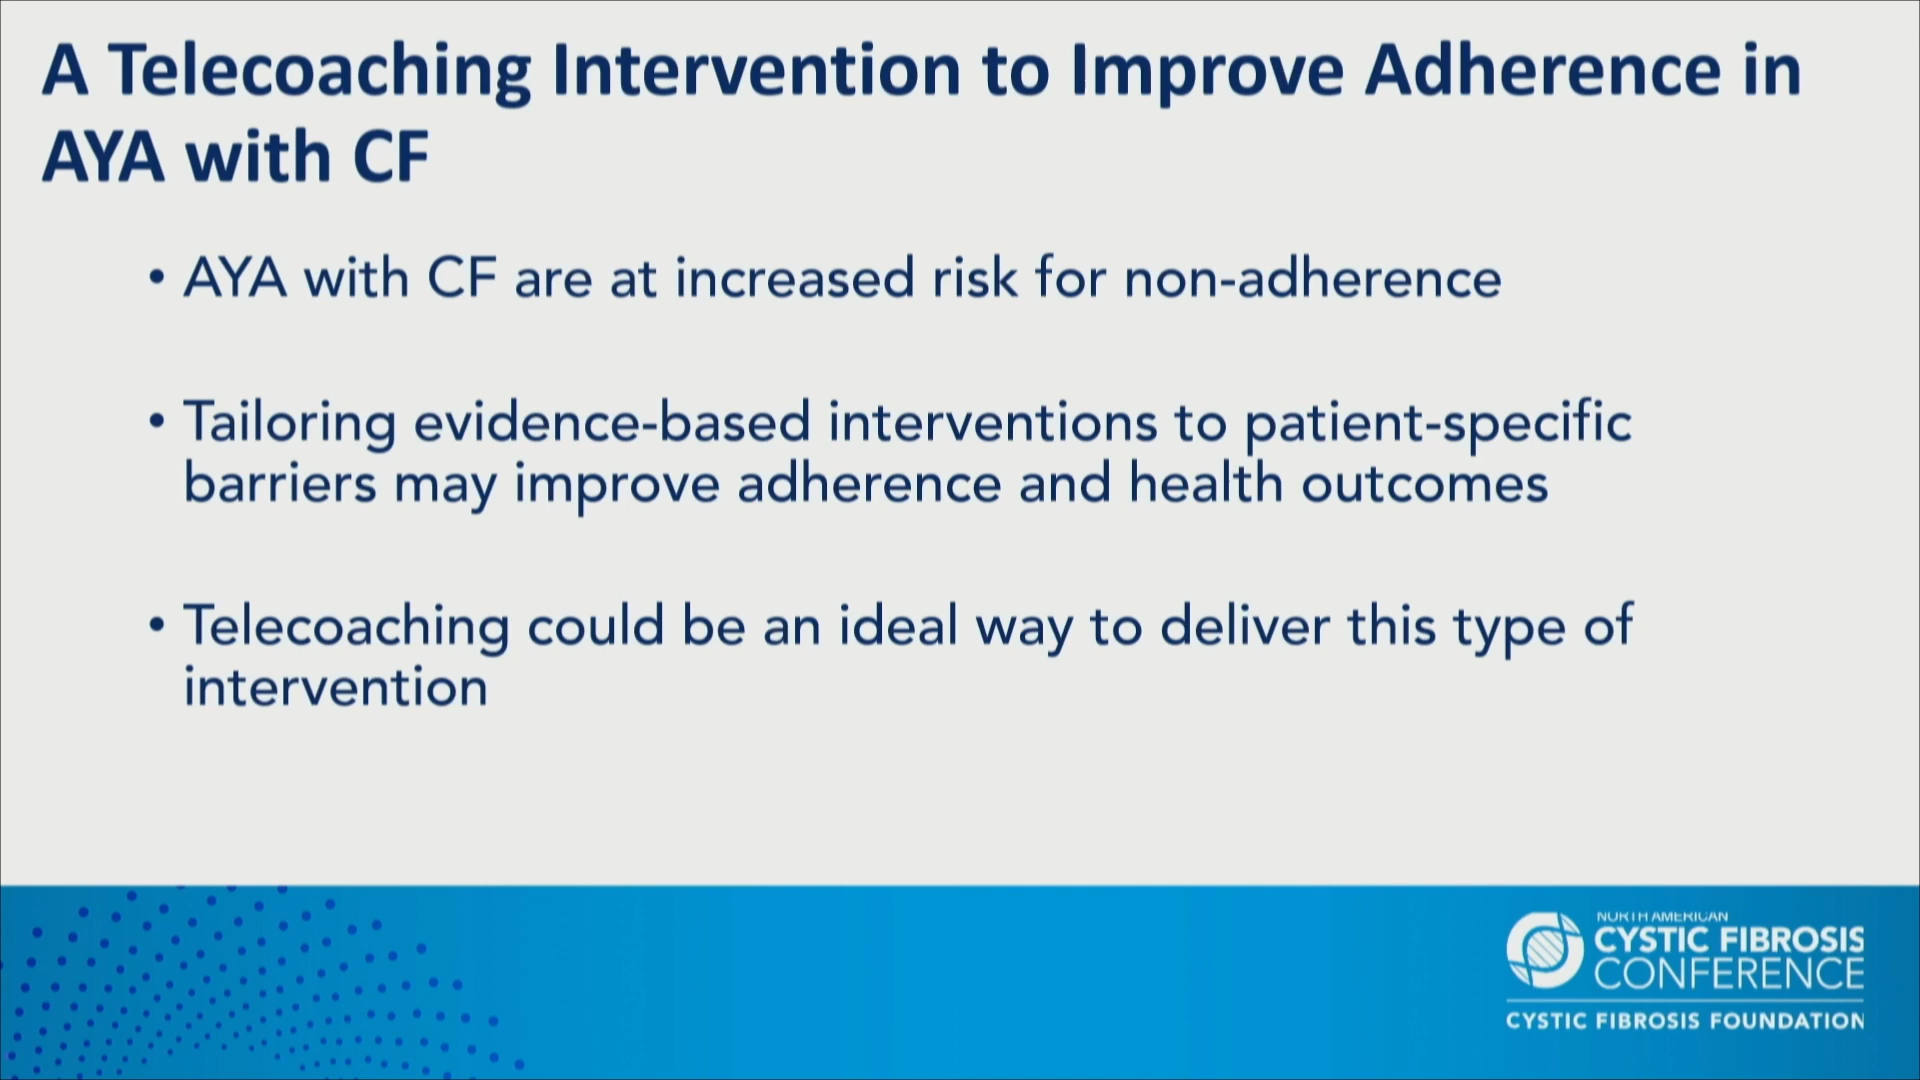 A Telecoaching Intervention to Improve Adherence in
AYA with CF
• AYA with CF are at increased risk for non-adherence
• Tailoring evidence-based interventions to patient-specific
barriers may improve adherence and health outcomes
• Telecoaching could be an ideal way to deliver this type of
intervention
NORTH AMERICAN
CYSTIC FIBROSIS
CONFERENCE
CYSTIC FIBROSIS FOUNDATION